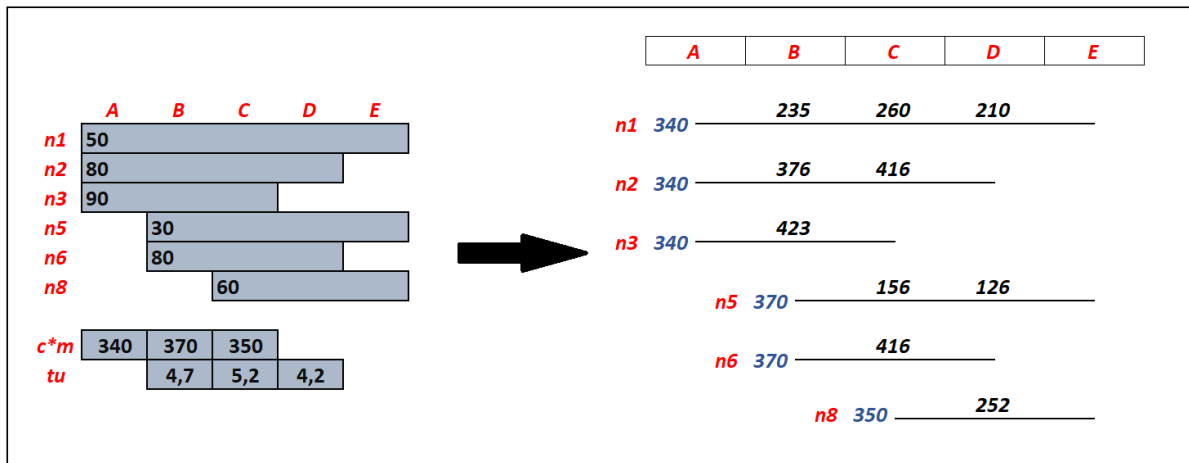 A B C D E
n1 50
n2 80
n3 90
n5 30
n6 80
n8 60
c*m 340 370 350
tu 4,7 5,2 4,2
A B C D E
n1 340 235 260 210
n2 340 376 416
n3 340 423
n5 370 156 126
n6 370 416
n8 350 252